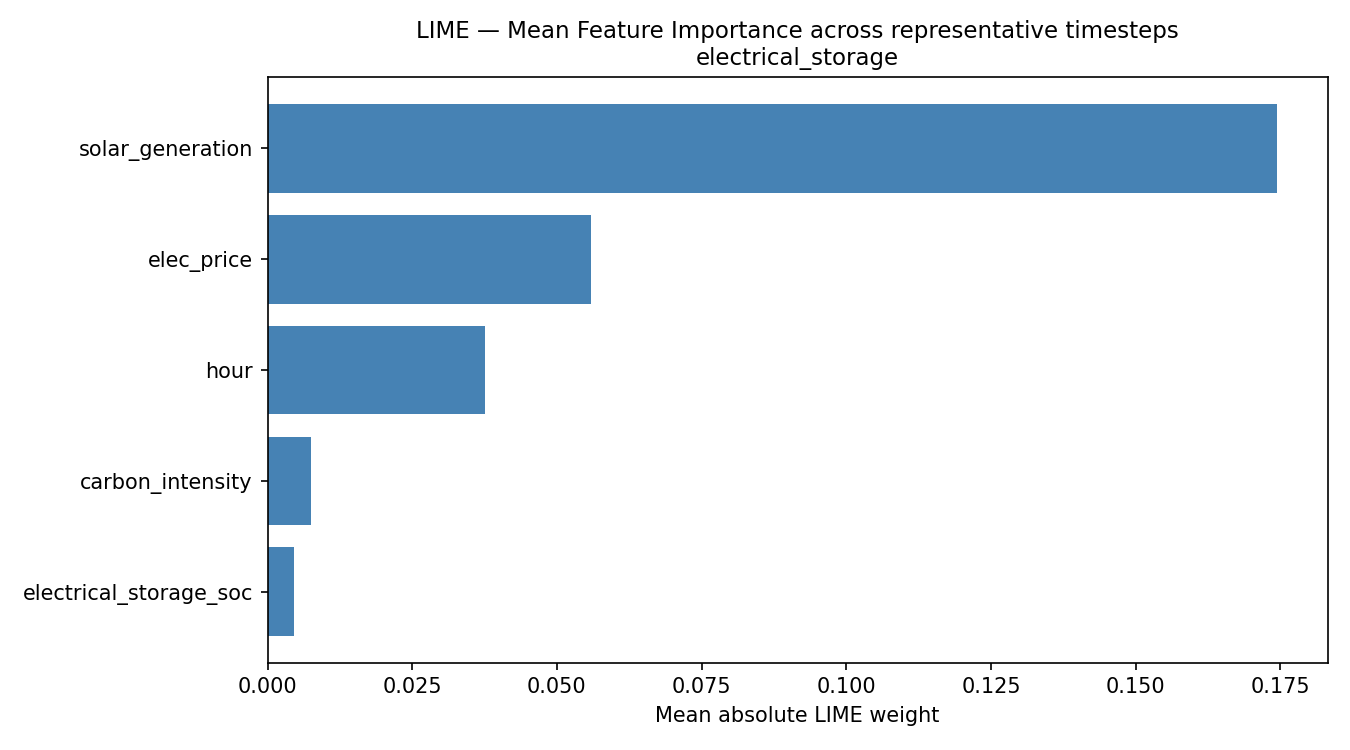 LIME — Mean Feature Importance across representative timesteps
electrical_storage
solar_generation
elec_price
hour
carbon_intensity
electrical_storage_soc
0.000 0.025 0.050 0.075 0.100 0.125 0.150 0.175
Mean absolute LIME weight